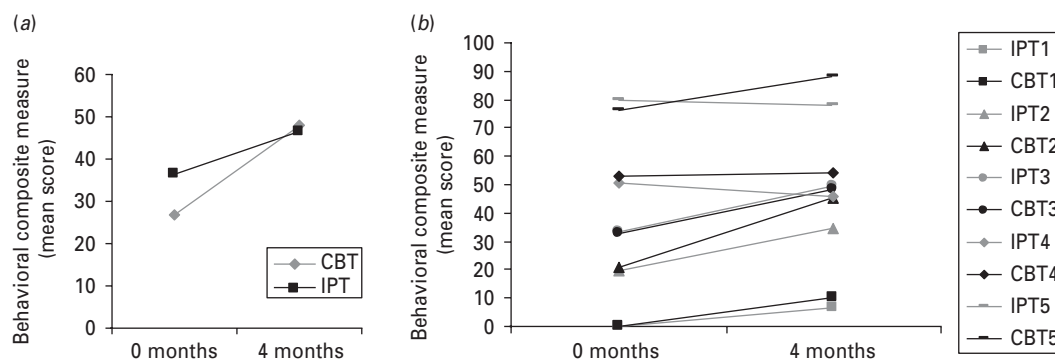 (a)
Behavioral composite measure
(mean score)
60
50
40
30
20
10
0
0 months
4 months
CBT
IPT
(b)
Behavioral composite measure
(mean score)
100
90
80
70
60
50
40
30
20
10
0
0 months
4 months
IPT1
CBT1
IPT2
CBT2
IPT3
CBT3
IPT4
CBT4
IPT5
CBT5